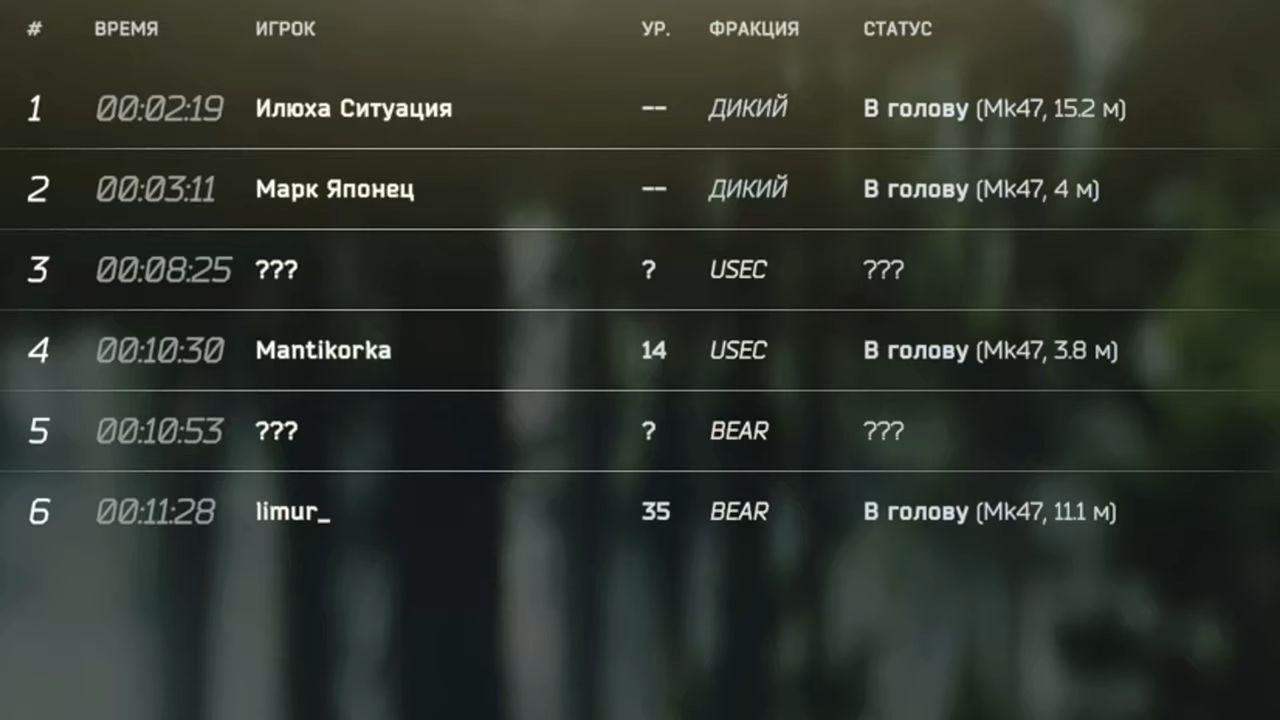 # ВРЕМЯ ИГРОК УР. ФРАКЦИЯ СТАТУС
1 00:02:19 Илюха Ситуация -- ДИКИЙ В голову (Mk47, 15.2 м)
2 00:03:11 Марк Японец -- ДИКИЙ В голову (Mk47, 4 м)
3 00:08:25 ??? ? USEC ???
4 00:10:30 Mantikorka 14 USEC В голову (Mk47, 3.8 м)
5 00:10:53 ??? ? BEAR ???
6 00:11:28 limur_ 35 BEAR В голову (Mk47, 11.1 м)